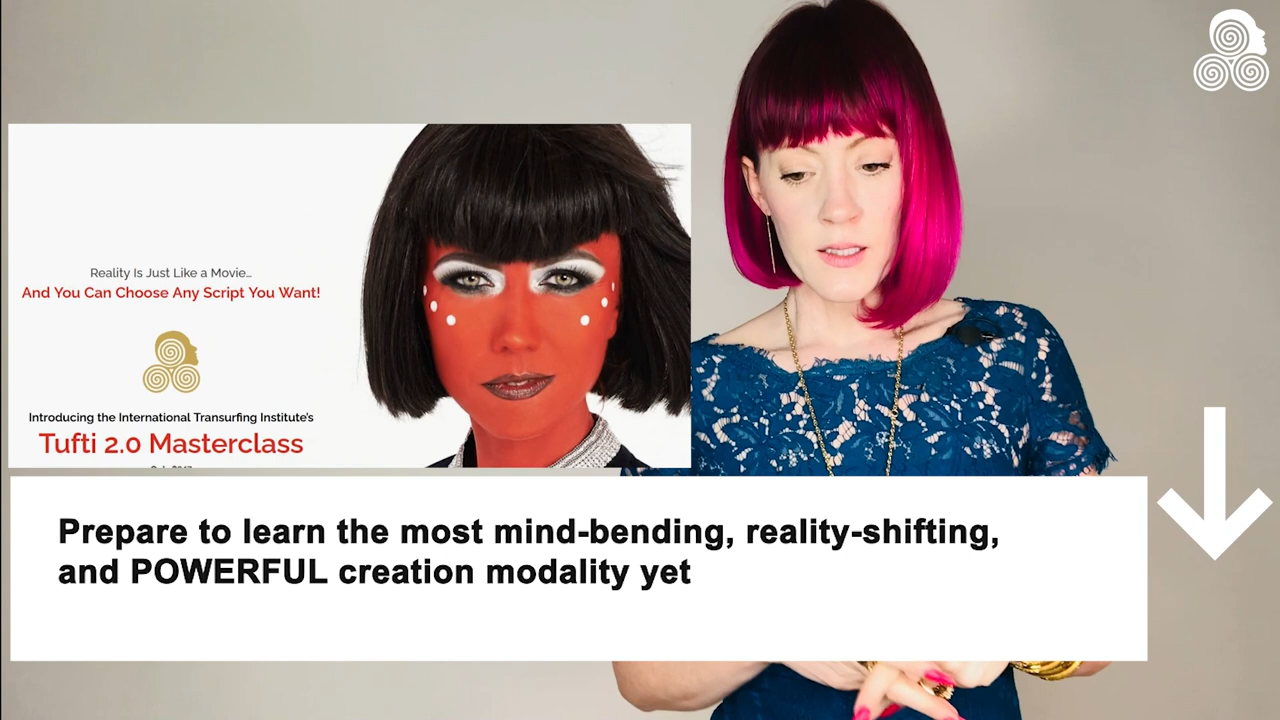 Reality Is Just Like a Movie...
And You Can Choose Any Script You Want!
Introducing the International Transurfing Institute's
Tufti 2.0 Masterclass
Prepare to learn the most mind-bending, reality-shifting,
and POWERFUL creation modality yet